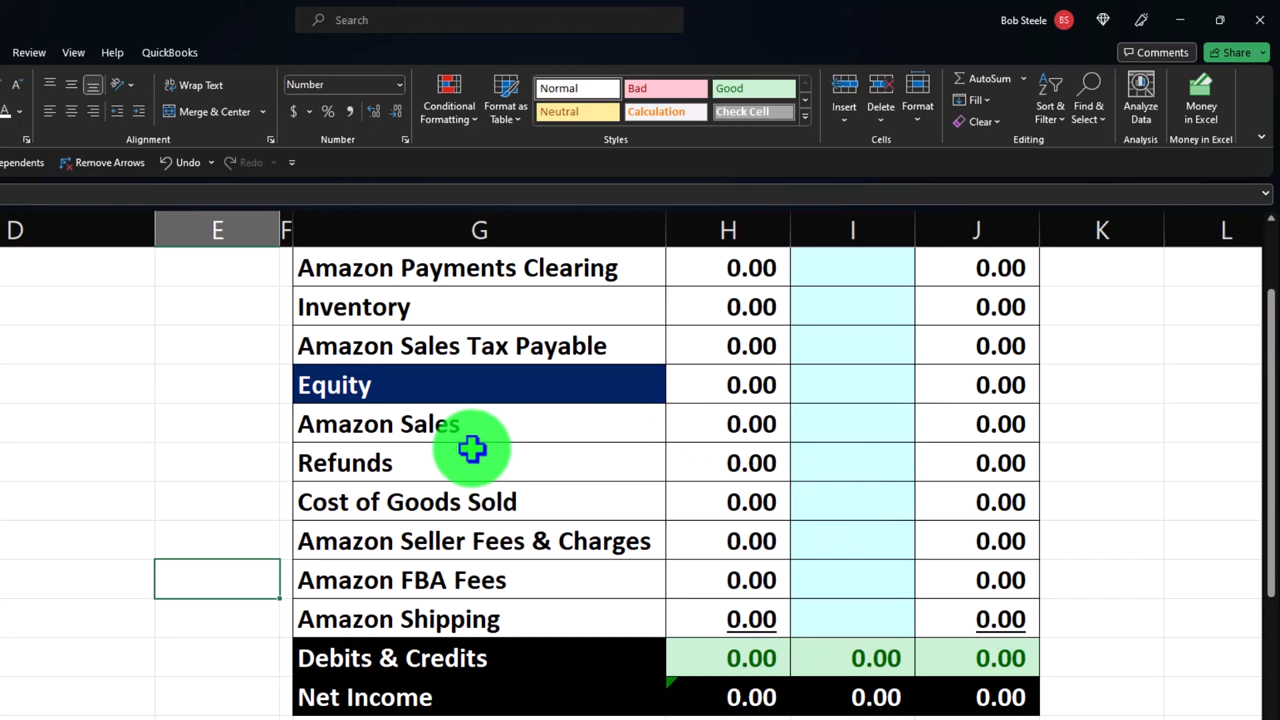 Search
Bob Steele BS
Review View Help QuickBooks
Comments Share
Wrap Text
Merge & Center
Alignment
Number
$ % ,
Number
Conditional Formatting
Format as Table
Normal Bad Good
Neutral Calculation Check Cell
Styles
Insert Delete Format
Cells
AutoSum
Fill
Clear
Sort & Filter
Find & Select
Editing
Analyze Data
Analysis
Money in Excel
Money in Excel
ependents Remove Arrows Undo Redo
D E F G H I J K L
Amazon Payments Clearing 0.00 0.00
Inventory 0.00 0.00
Amazon Sales Tax Payable 0.00 0.00
Equity 0.00 0.00
Amazon Sales 0.00 0.00
Refunds 0.00 0.00
Cost of Goods Sold 0.00 0.00
Amazon Seller Fees & Charges 0.00 0.00
Amazon FBA Fees 0.00 0.00
Amazon Shipping 0.00 0.00
Debits & Credits 0.00 0.00 0.00
Net Income 0.00 0.00 0.00